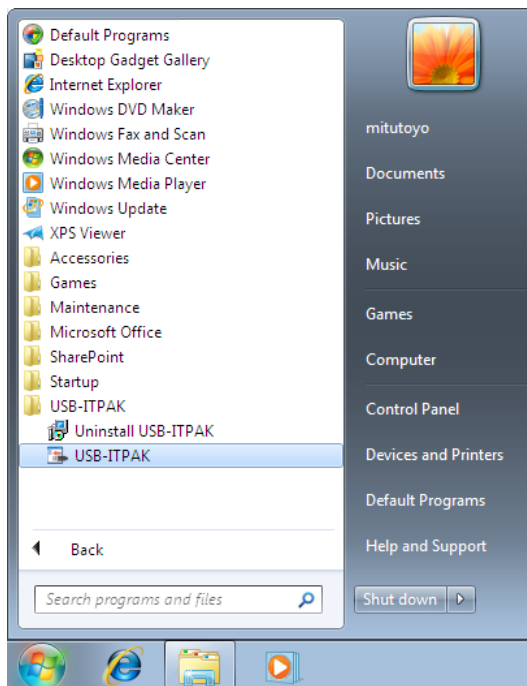 Default Programs
Desktop Gadget Gallery
Internet Explorer
Windows DVD Maker
Windows Fax and Scan
Windows Media Center
Windows Media Player
Windows Update
XPS Viewer
Accessories
Games
Maintenance
Microsoft Office
SharePoint
Startup
USB-ITPAK
Uninstall USB-ITPAK
USB-ITPAK
Back
Search programs and files
mitutoyo
Documents
Pictures
Music
Games
Computer
Control Panel
Devices and Printers
Default Programs
Help and Support
Shut down